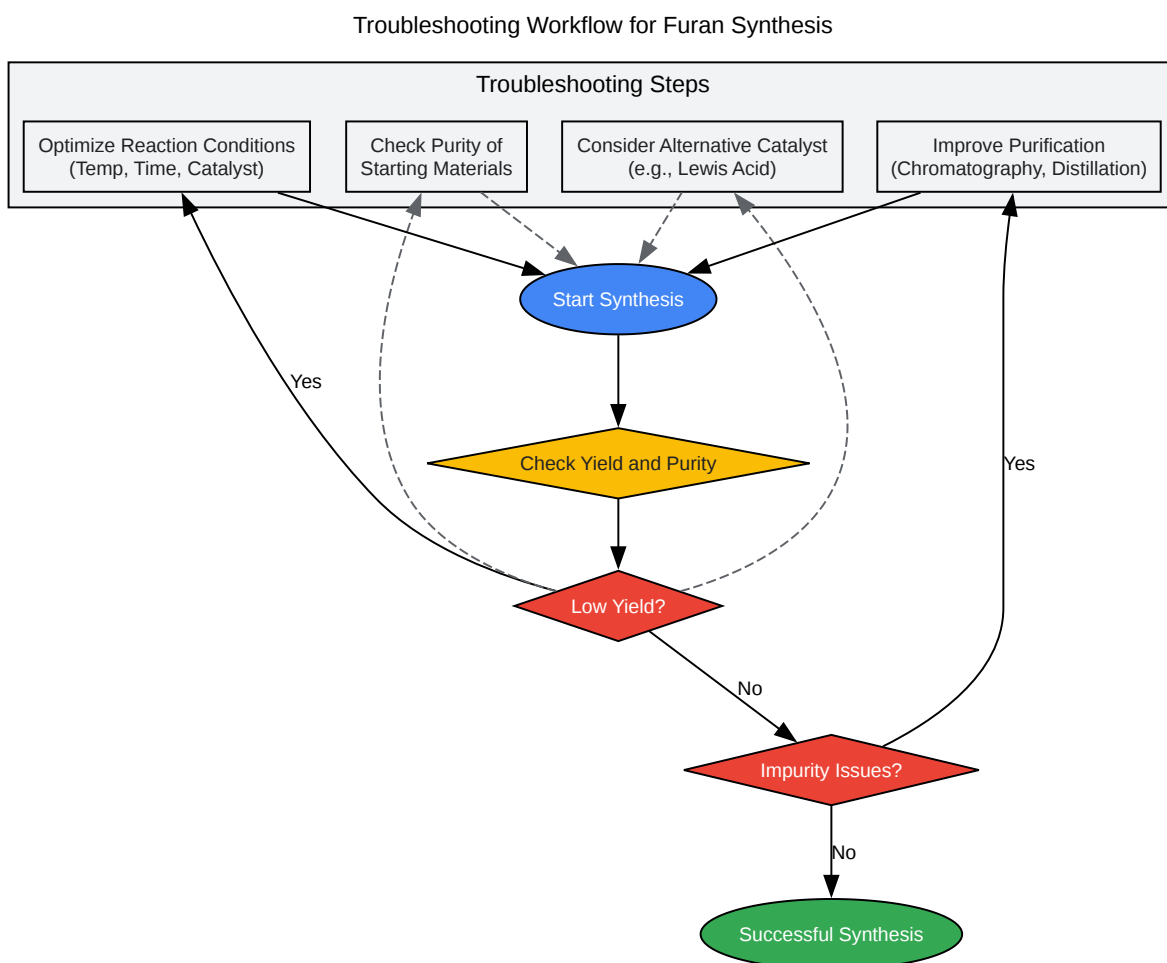 Troubleshooting Workflow for Furan Synthesis
Troubleshooting Steps
Optimize Reaction Conditions
(Temp, Time, Catalyst)
Check Purity of
Starting Materials
Consider Alternative Catalyst
(e.g., Lewis Acid)
Improve Purification
(Chromatography, Distillation)
Start Synthesis
Yes
Check Yield and Purity
Yes
Low Yield?
No
Impurity Issues?
No
Successful Synthesis